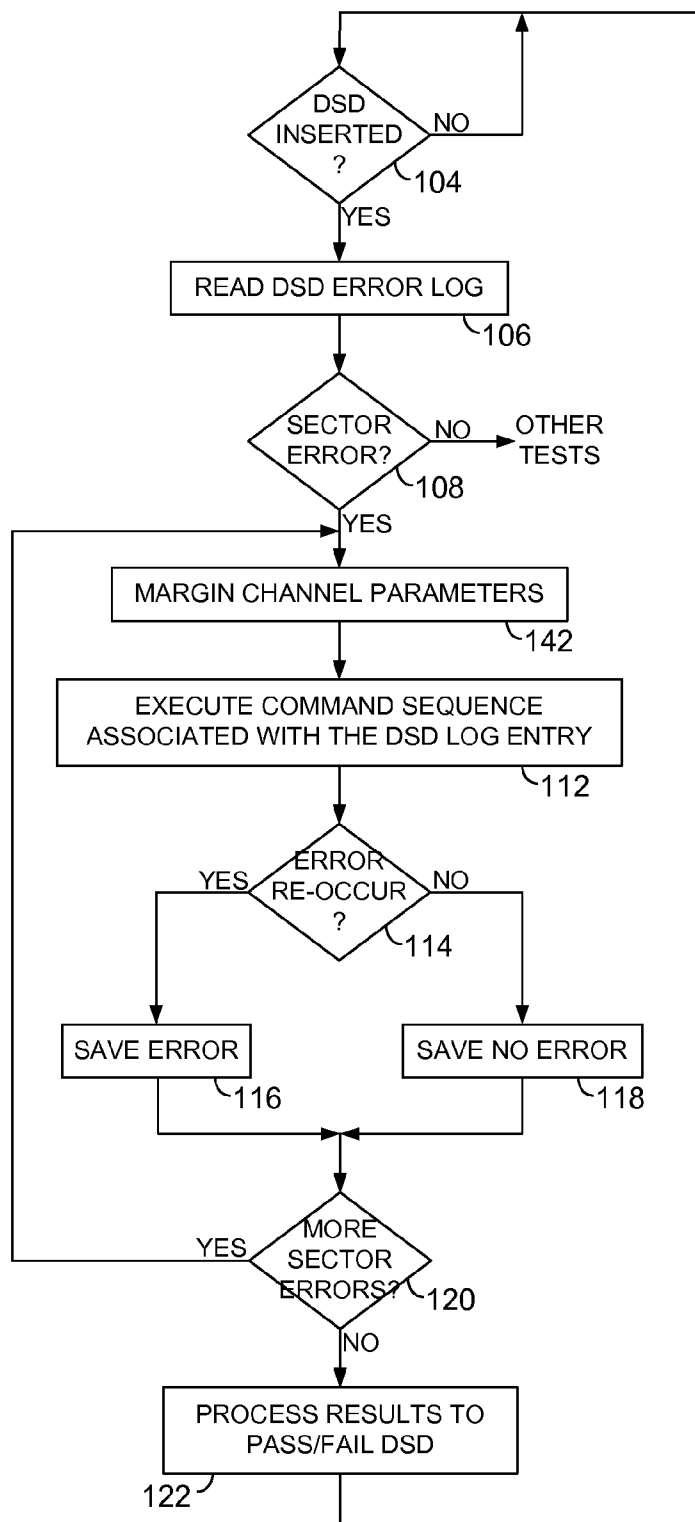 DSD
INSERTED
?
NO
104
YES
READ DSD ERROR LOG
106
SECTOR
ERROR?
NO
OTHER
TESTS
108
YES
MARGIN CHANNEL PARAMETERS
142
EXECUTE COMMAND SEQUENCE
ASSOCIATED WITH THE DSD LOG ENTRY
112
YES
ERROR
RE-OCCUR
?
NO
114
SAVE ERROR
116
SAVE NO ERROR
118
YES
MORE
SECTOR
ERRORS?
120
NO
PROCESS RESULTS TO
PASS/FAIL DSD
122